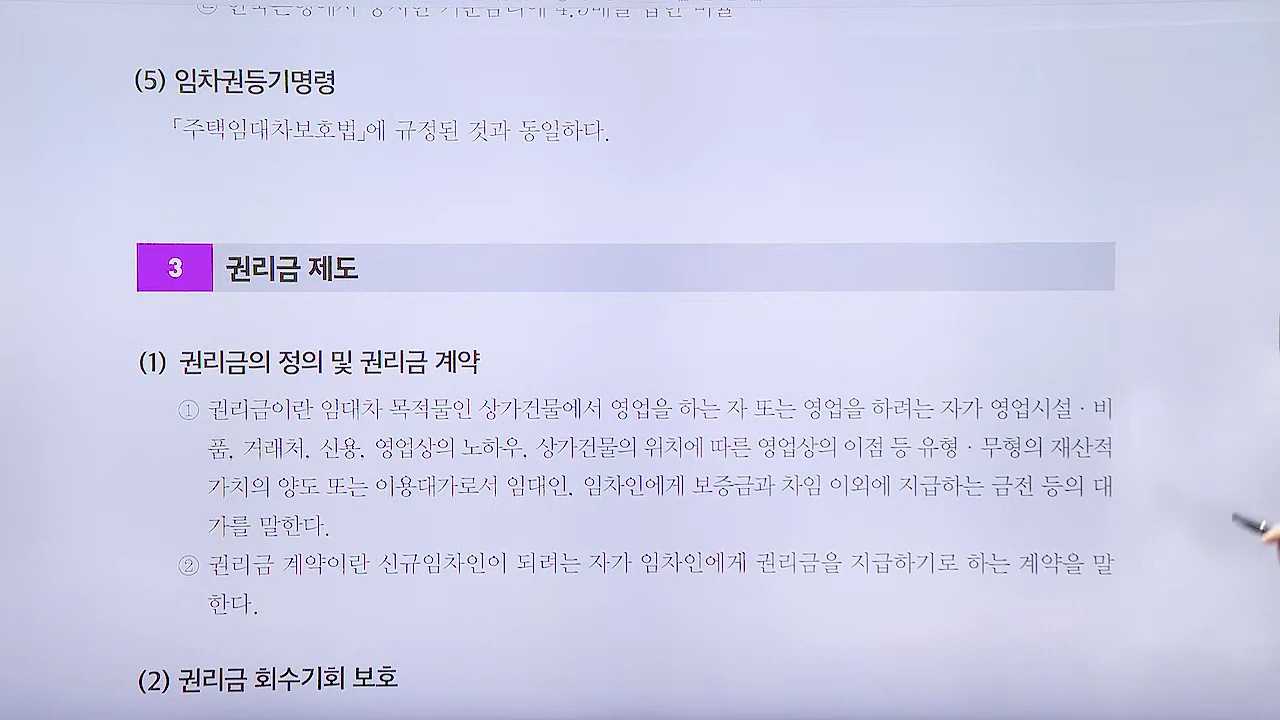 (5) 임차권등기명령
「주택임대차보호법」에 규정된 것과 동일하다.
3 권리금 제도
(1) 권리금의 정의 및 권리금 계약
① 권리금이란 임대차 목적물인 상가건물에서 영업을 하는 자 또는 영업을 하려는 자가 영업시설·비
품, 거래처, 신용, 영업상의 노하우, 상가건물의 위치에 따른 영업상의 이점 등 유형·무형의 재산적
가치의 양도 또는 이용대가로서 임대인, 임차인에게 보증금과 차임 이외에 지급하는 금전 등의 대
가를 말한다.
② 권리금 계약이란 신규임차인이 되려는 자가 임차인에게 권리금을 지급하기로 하는 계약을 말
한다.
(2) 권리금 회수기회 보호